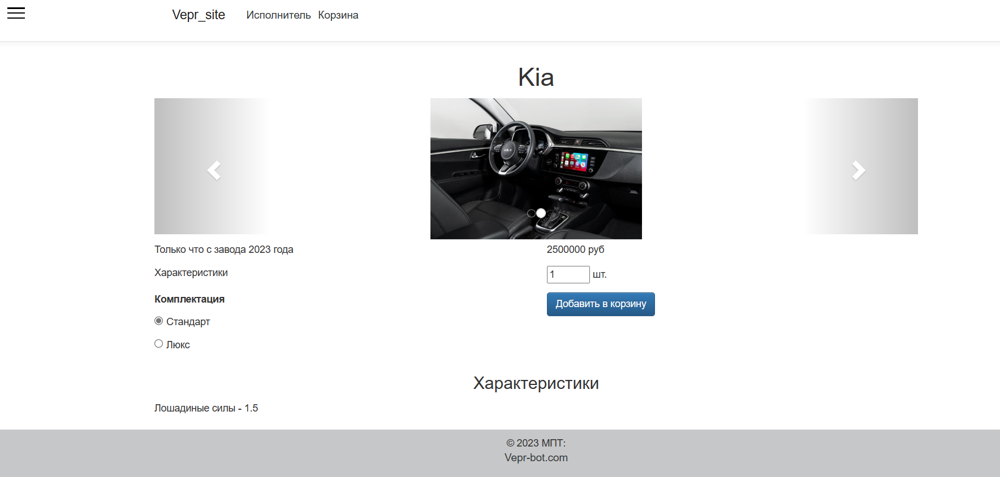 Vepr_site Исполнитель Корзина
Kia
Только что с завода 2023 года
2500000 руб
Характеристики
1 шт.
Комплектация
Добавить в корзину
Стандарт
Люкс
Характеристики
Лошадиные силы - 1.5
© 2023 МПТ:
Vepr-bot.com